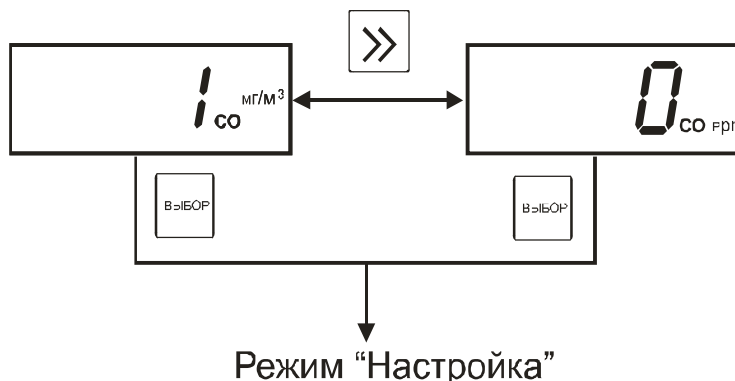 »
1 CO мг/м³
0 CO ppm
ВЫБОР
ВЫБОР
Режим “Настройка”